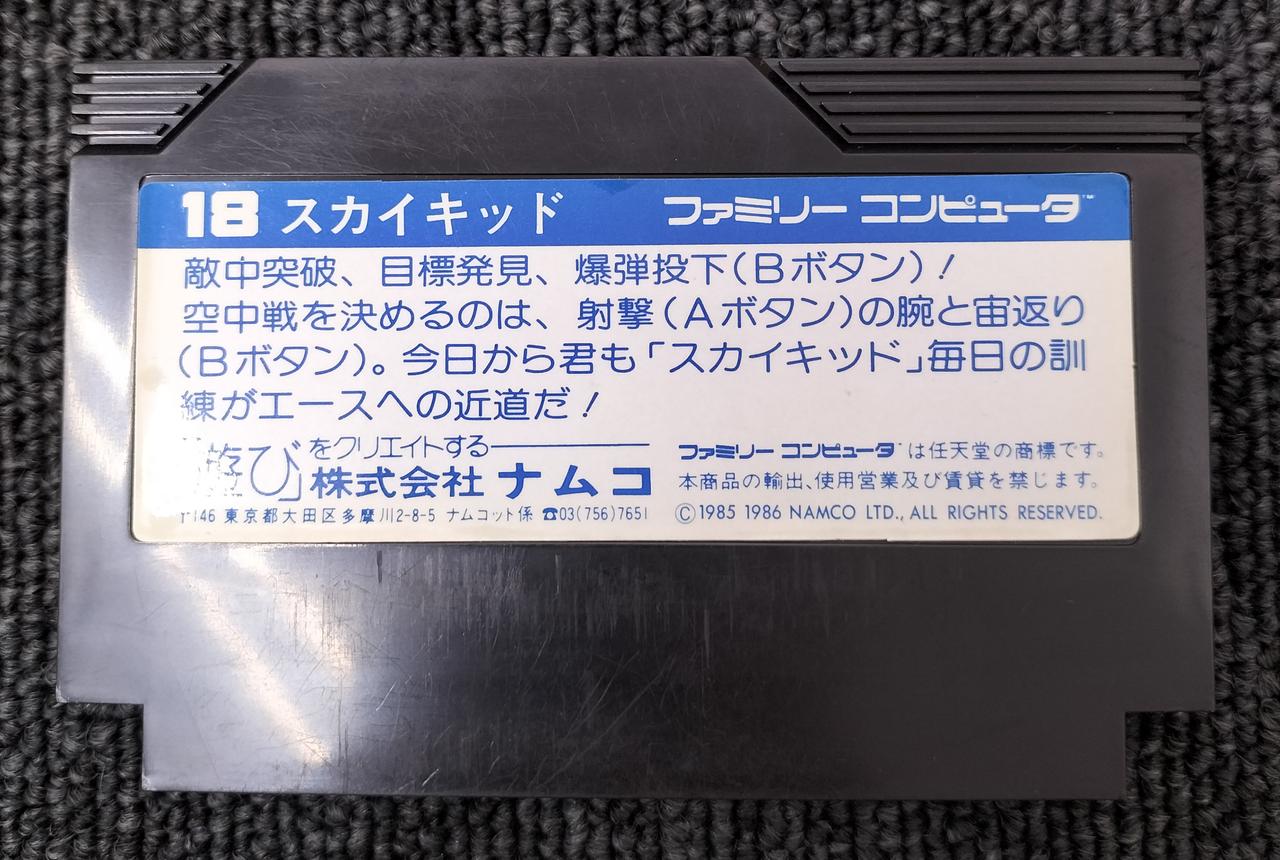 18 スカイキッド ファミリー コンピュータ™
敵中突破、目標発見、爆弾投下(Bボタン)!
空中戦を決めるのは、射撃(Aボタン)の腕と宙返り
(Bボタン)。今日から君も「スカイキッド」毎日の訓
練がエースへの近道だ!
「遊び」をクリエイトする
株式会社 ナムコ
〒146 東京都大田区多摩川2-8-5 ナムコット係 ☎03(756)7651
ファミリー コンピュータ™は任天堂の商標です。
本商品の輸出、使用営業及び賃貸を禁じます。
©1985 1986 NAMCO LTD., ALL RIGHTS RESERVED.